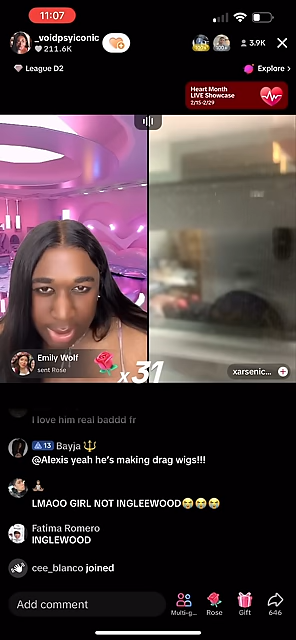 11:07
_voidpsyiconic
211.6K
3.9K
League D2
Explore >
Heart Month
LIVE Showcase
2/15-2/29
Emily Wolf
sent Rose
x31
xarsenic...
I love him real baddd fr
13 Bayja
@Alexis yeah he's making drag wigs!!!
LMAOO GIRL NOT INGLEEWOOD😭😭😭
Fatima Romero
INGLEWOOD
cee_blanco joined
Add comment
Multi-g...
Rose
Gift
646